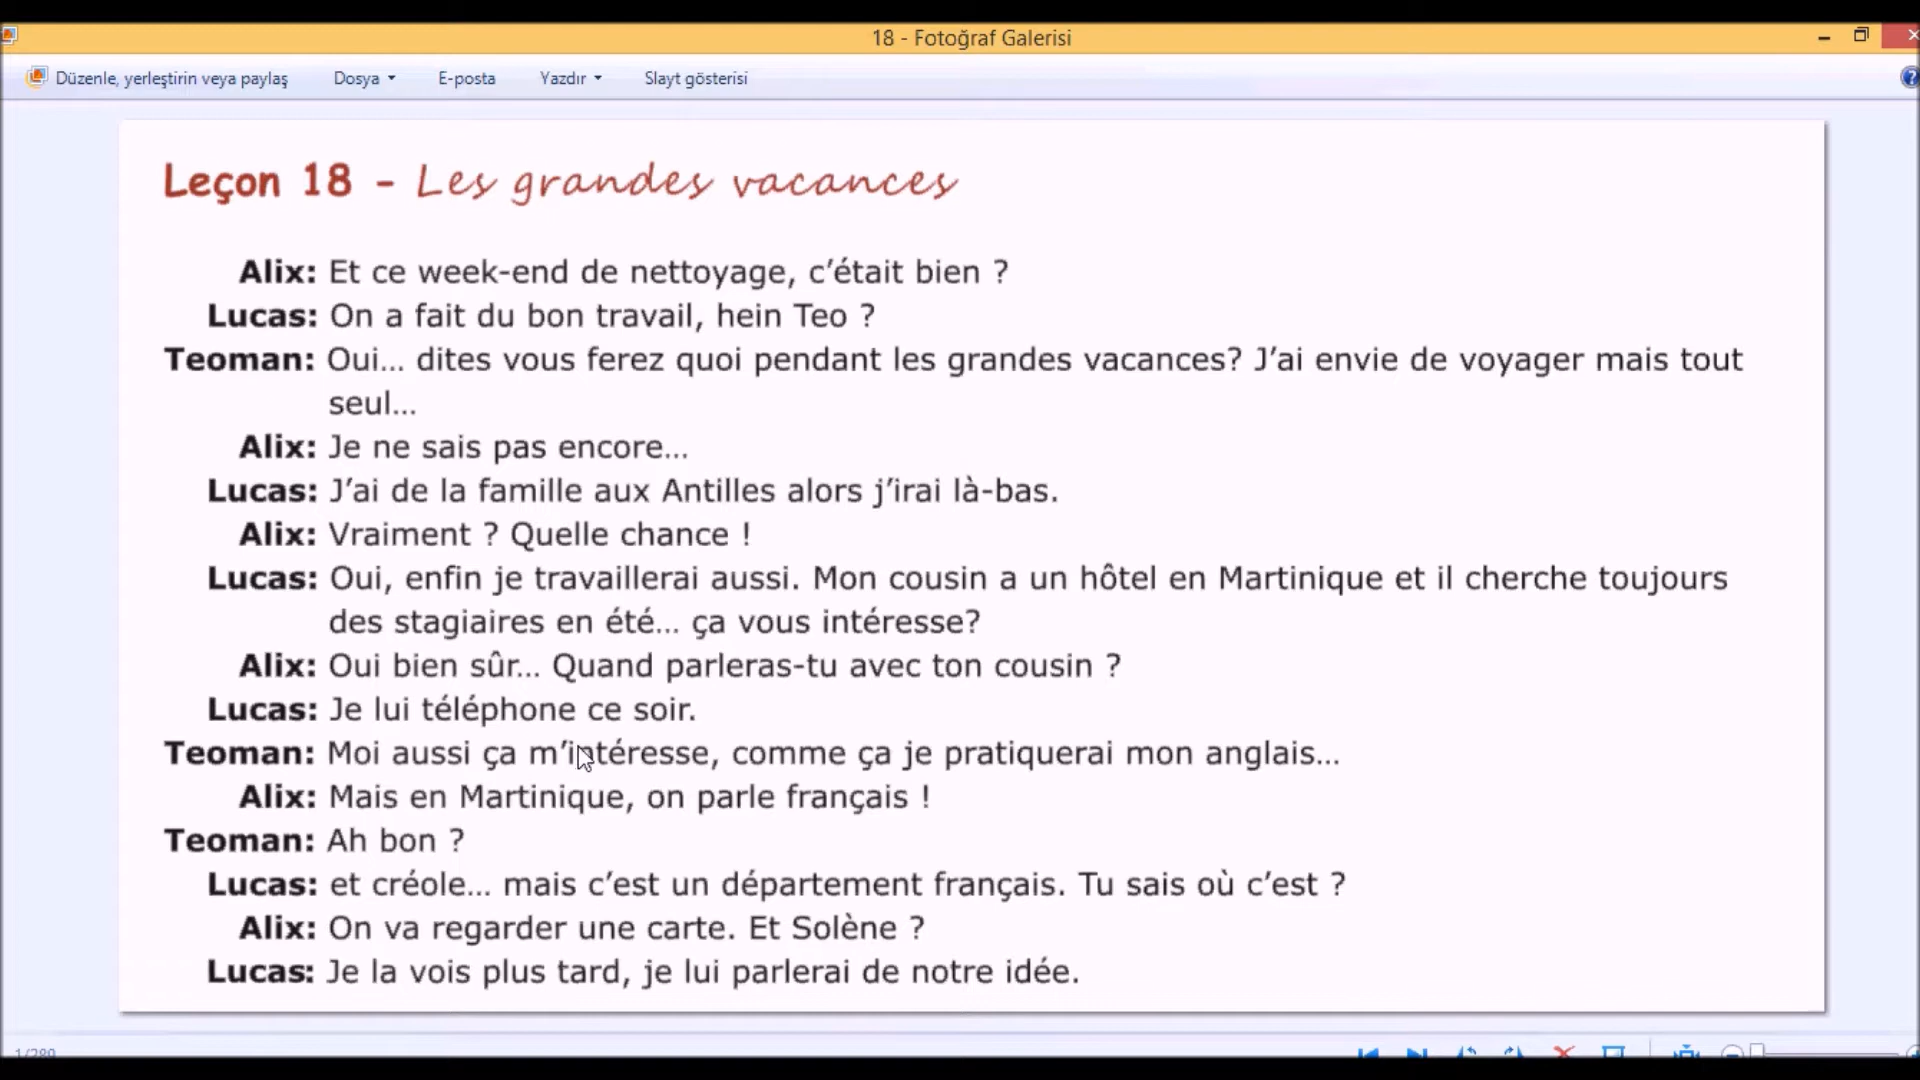 18 - Fotoğraf Galerisi
Düzenle, yerleştirin veya paylaş Dosya E-posta Yazdır Slayt gösterisi
Leçon 18 - Les grandes vacances
Alix: Et ce week-end de nettoyage, c’était bien ?
Lucas: On a fait du bon travail, hein Teo ?
Teoman: Oui... dites vous ferez quoi pendant les grandes vacances? J’ai envie de voyager mais tout
seul...
Alix: Je ne sais pas encore...
Lucas: J’ai de la famille aux Antilles alors j’irai là-bas.
Alix: Vraiment ? Quelle chance !
Lucas: Oui, enfin je travaillerai aussi. Mon cousin a un hôtel en Martinique et il cherche toujours
des stagiaires en été... ça vous intéresse?
Alix: Oui bien sûr... Quand parleras-tu avec ton cousin ?
Lucas: Je lui téléphone ce soir.
Teoman: Moi aussi ça m’intéresse, comme ça je pratiquerai mon anglais...
Alix: Mais en Martinique, on parle français !
Teoman: Ah bon ?
Lucas: et créole... mais c’est un département français. Tu sais où c’est ?
Alix: On va regarder une carte. Et Solène ?
Lucas: Je la vois plus tard, je lui parlerai de notre idée.